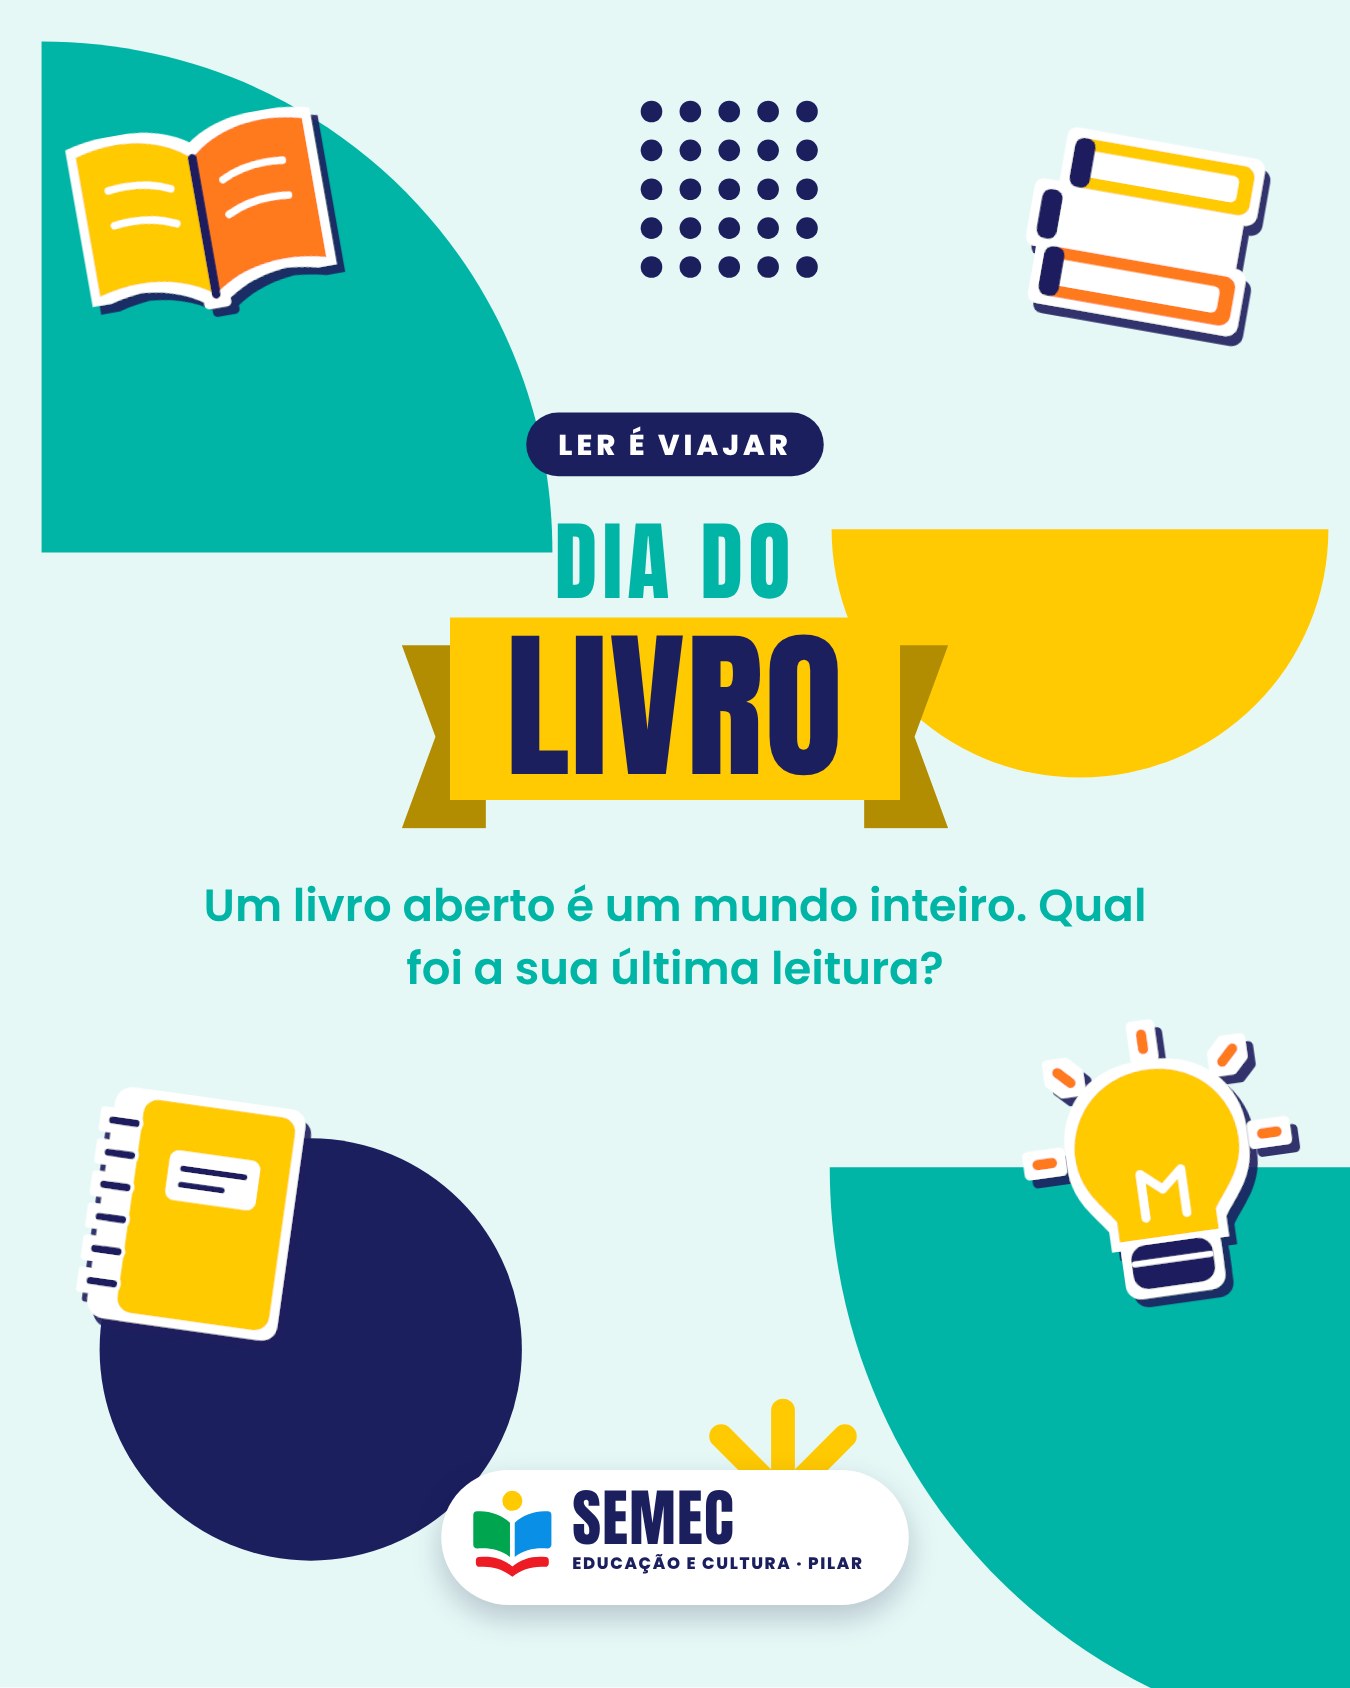 LER É VIAJAR
DIA DO
LIVRO
Um livro aberto é um mundo inteiro. Qual
foi a sua última leitura?
SEMEC
EDUCAÇÃO E CULTURA · PILAR